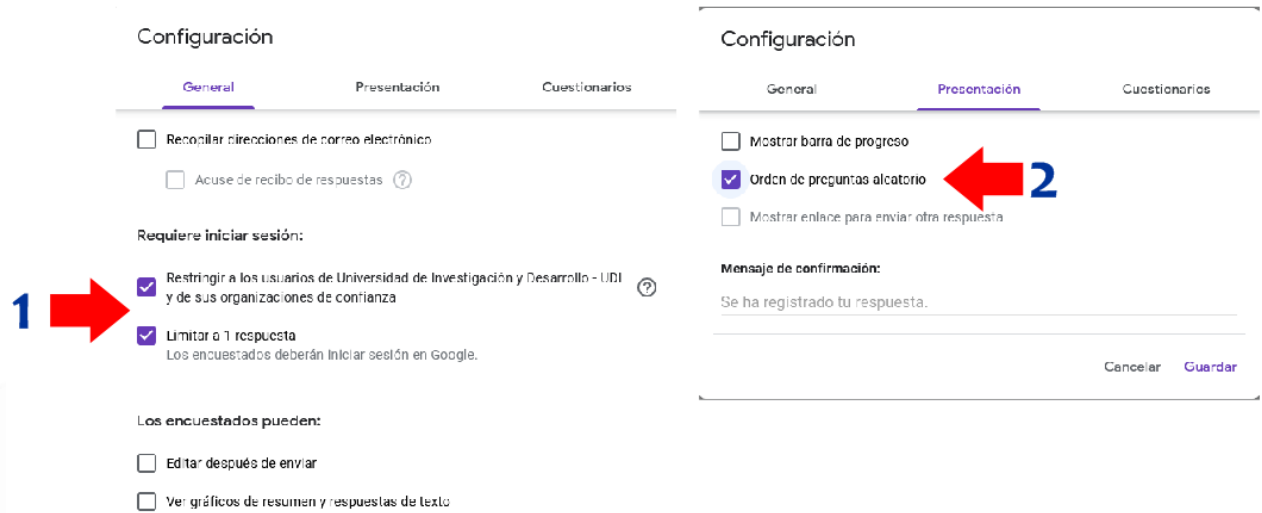 Configuración
General Presentación Cuestionarios
Recopilar direcciones de correo electrónico
Acuse de recibo de respuestas ?
Requiere iniciar sesión:
Restringir a los usuarios de Universidad de Investigación y Desarrollo - UDI ?
y de sus organizaciones de confianza
1
Limitar a 1 respuesta
Los encuestados deberán iniciar sesión en Google.
Los encuestados pueden:
Editar después de enviar
Ver gráficos de resumen y respuestas de texto
Configuración
General Presentación Cuestionarios
Mostrar barra de progreso
Orden de preguntas aleatorio
2
Mostrar enlace para enviar otra respuesta
Mensaje de confirmación:
Se ha registrado tu respuesta.
Cancelar Guardar